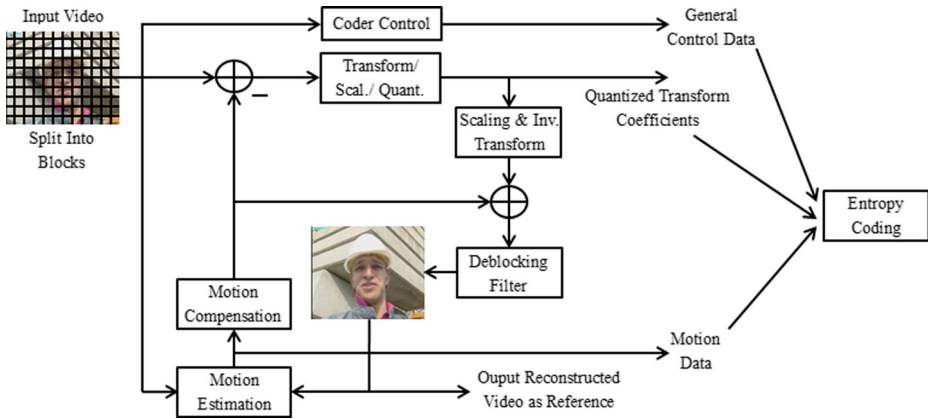 Input Video
Split Into
Blocks
Coder Control
General
Control Data
Transform/
Scal./ Quant.
Quantized Transform
Coefficients
Scaling & Inv.
Transform
Entropy
Coding
Deblocking
Filter
Motion
Compensation
Motion
Data
Motion
Estimation
Ouput Reconstructed
Video as Reference